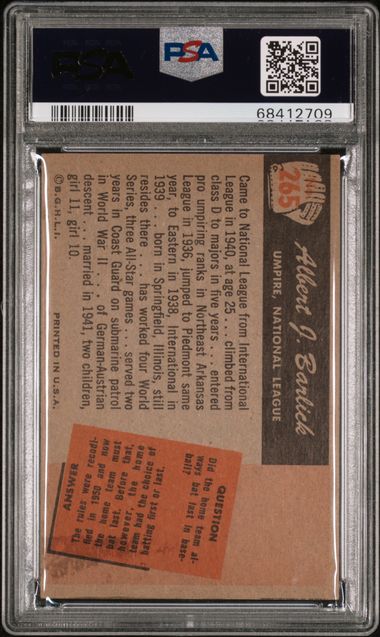 PSA
PSA
68412709
265
Albert J. Barlick
UMPIRE, NATIONAL LEAGUE
Came to National League from International
League in 1940, at age 25 . . . climbed from
class D to majors in five years . . . entered
pro umpiring ranks in Northeast Arkansas
League in 1936, jumped to Piedmont same
year, to Eastern in 1938, International in
1939 . . . born in Springfield, Illinois, still
resides there . . . has worked four World
Series, three All-Star games . . . served two
years in Coast Guard on submarine patrol
in World War II . . . of German-Austrian
descent . . . married in 1941, two children,
girl 11, girl 10.
© B.G.H.L.I. PRINTED IN U.S.A.
QUESTION
Did the home team al-
ways bat last in base-
ball?
ANSWER
The rules were recodi-
fied in 1950 and now
the home team must
bat last. Before that,
however, the home
team had the choice of
batting first or last.